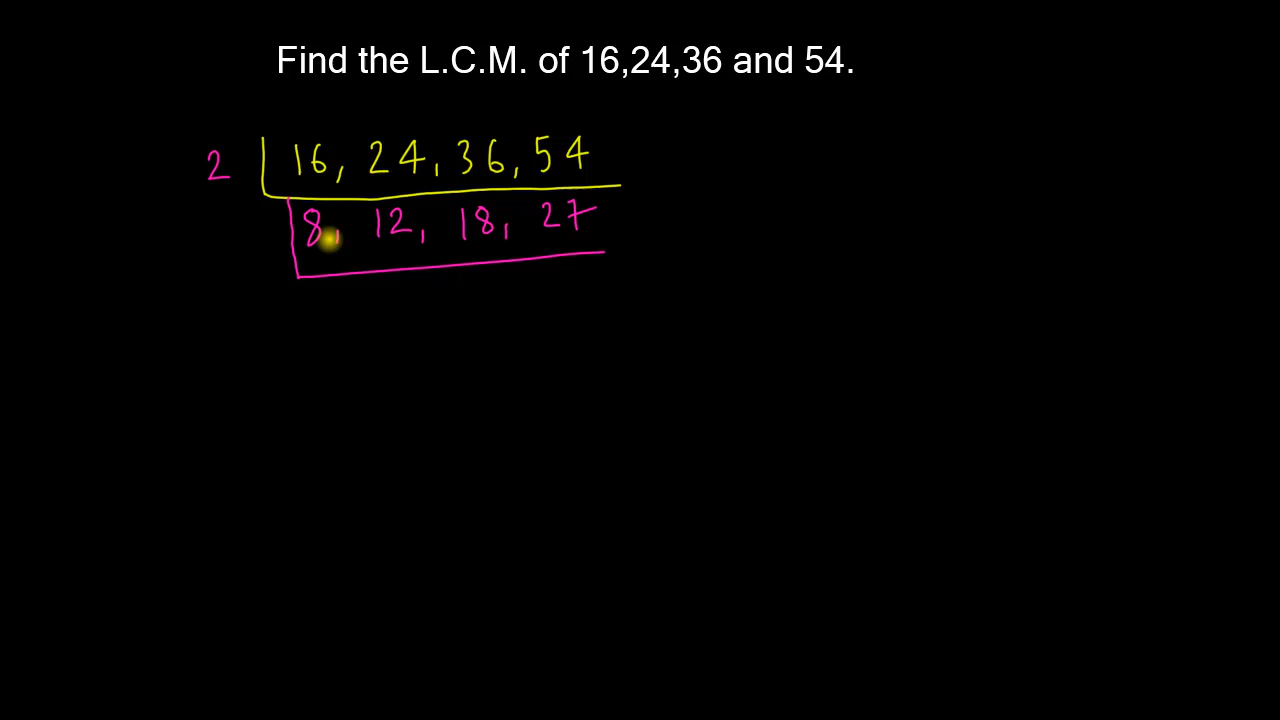 Find the L.C.M. of 16,24,36 and 54.
2 16, 24, 36, 54
8, 12, 18, 27